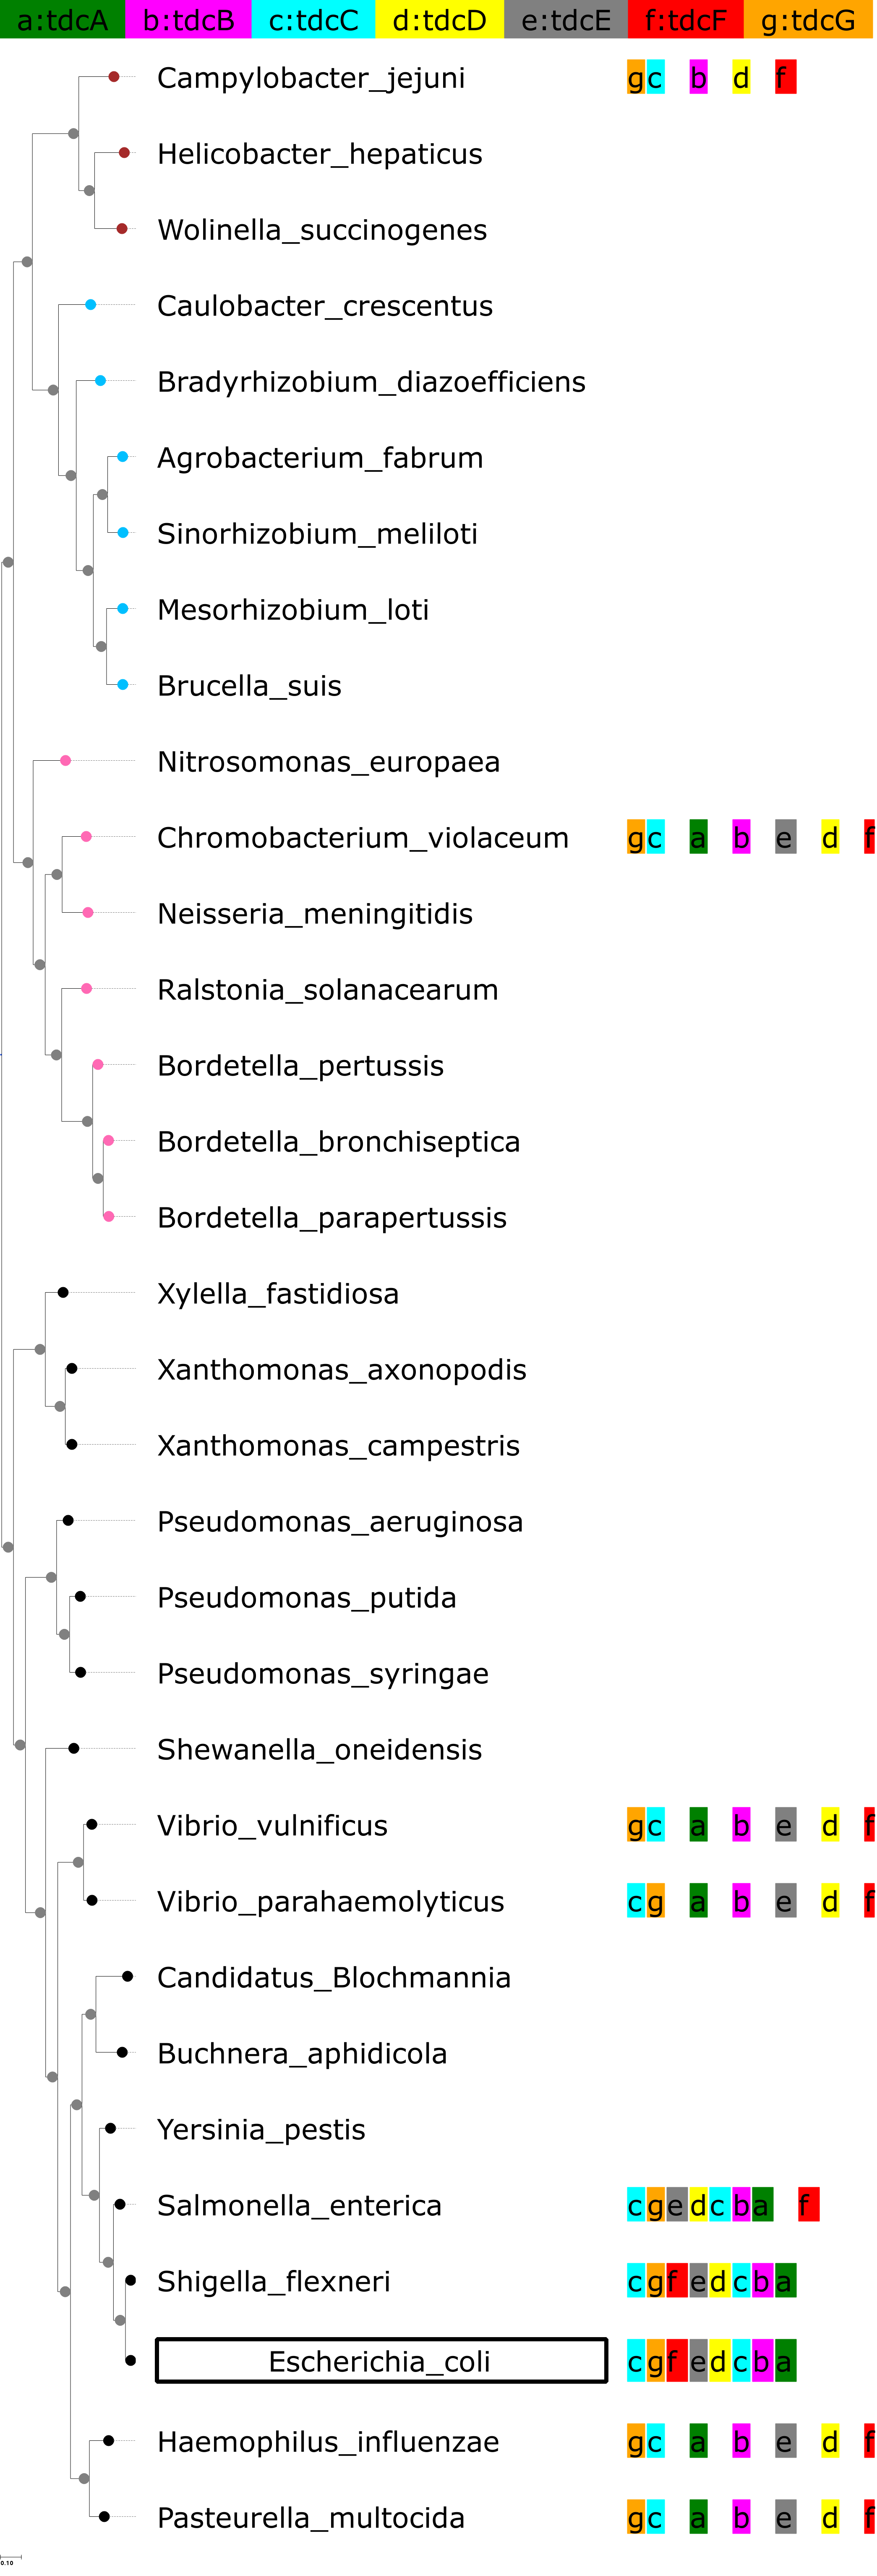 a:tdcA b:tdcB c:tdcC d:tdcD e:tdcE f:tdcF g:tdcG
Campylobacter_jejuni gc b d f
Helicobacter_hepaticus
Wolinella_succinogenes
Caulobacter_crescentus
Bradyrhizobium_diazoefficiens
Agrobacterium_fabrum
Sinorhizobium_meliloti
Mesorhizobium_loti
Brucella_suis
Nitrosomonas_europaea
Chromobacterium_violaceum gc a b e d f
Neisseria_meningitidis
Ralstonia_solanacearum
Bordetella_pertussis
Bordetella_bronchiseptica
Bordetella_parapertussis
Xylella_fastidiosa
Xanthomonas_axonopodis
Xanthomonas_campestris
Pseudomonas_aeruginosa
Pseudomonas_putida
Pseudomonas_syringae
Shewanella_oneidensis
Vibrio_vulnificus gc a b e d f
Vibrio_parahaemolyticus cg a b e d f
Candidatus_Blochmannia
Buchnera_aphidicola
Yersinia_pestis
Salmonella_enterica cgedcba f
Shigella_flexneri cgfedcba
Escherichia_coli cgfedcba
Haemophilus_influenzae gc a b e d f
Pasteurella_multocida gc a b e d f
0.10